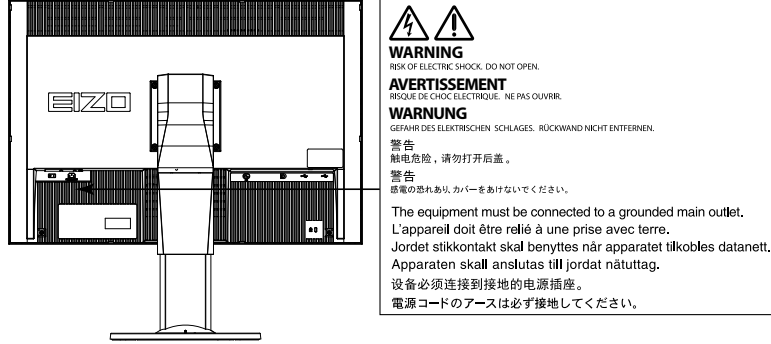 EIZO
WARNING
RISK OF ELECTRIC SHOCK. DO NOT OPEN.
AVERTISSEMENT
RISQUE DE CHOC ELECTRIQUE. NE PAS OUVRIR.
WARNUNG
GEFAHR DES ELEKTRISCHEN SCHLAGES. RÜCKWAND NICHT ENTFERNEN.
警告
触电危险，请勿打开后盖。
警告
感電の恐れあり、カバーをあけないでください。
The equipment must be connected to a grounded main outlet.
L'appareil doit être relié à une prise avec terre.
Jordet stikkontakt skal benyttes når apparatet tilkobles datanett.
Apparaten skall anslutas till jordat nätuttag.
设备必须连接到接地的电源插座。
電源コードのアースは必ず接地してください。